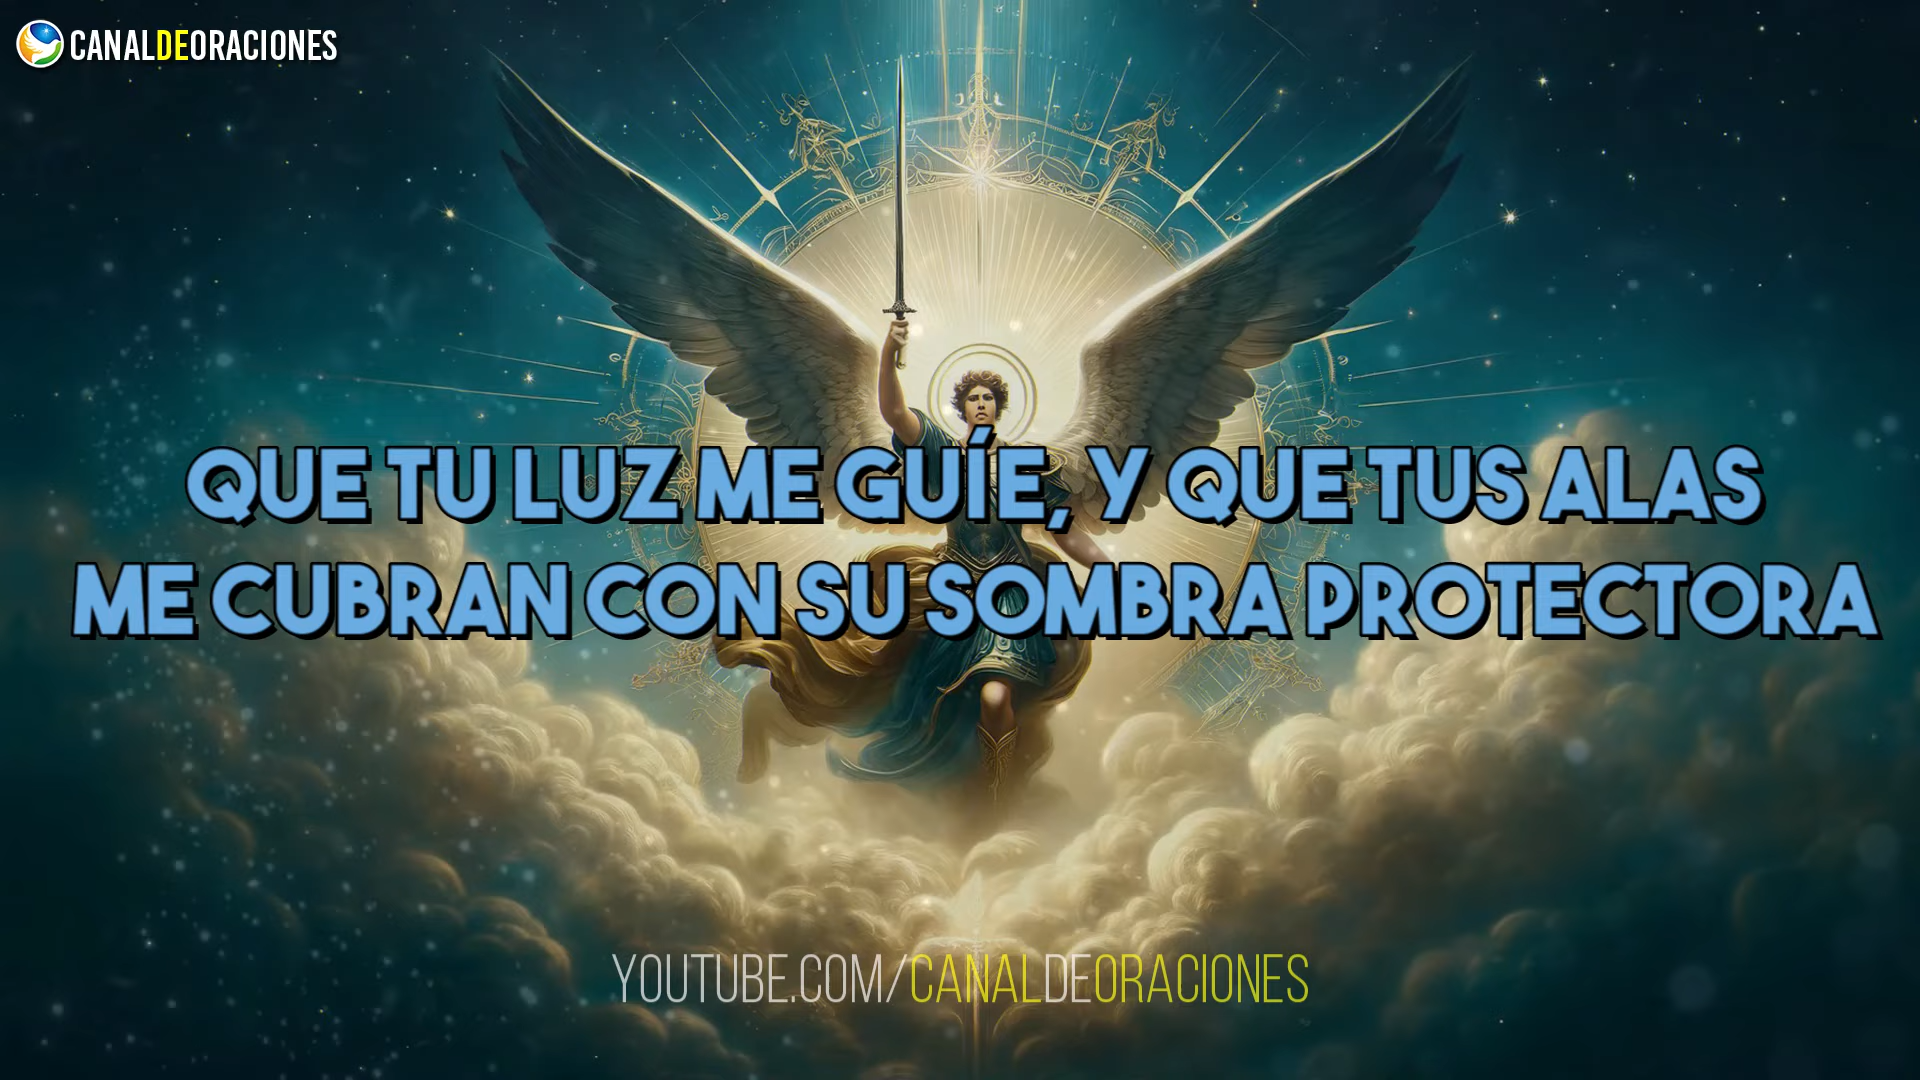 CANALDEORACIONES
QUE TU LUZ ME GUÍE, Y QUE TUS ALAS
ME CUBRAN CON SU SOMBRA PROTECTORA
YOUTUBE.COM/CANALDEORACIONES